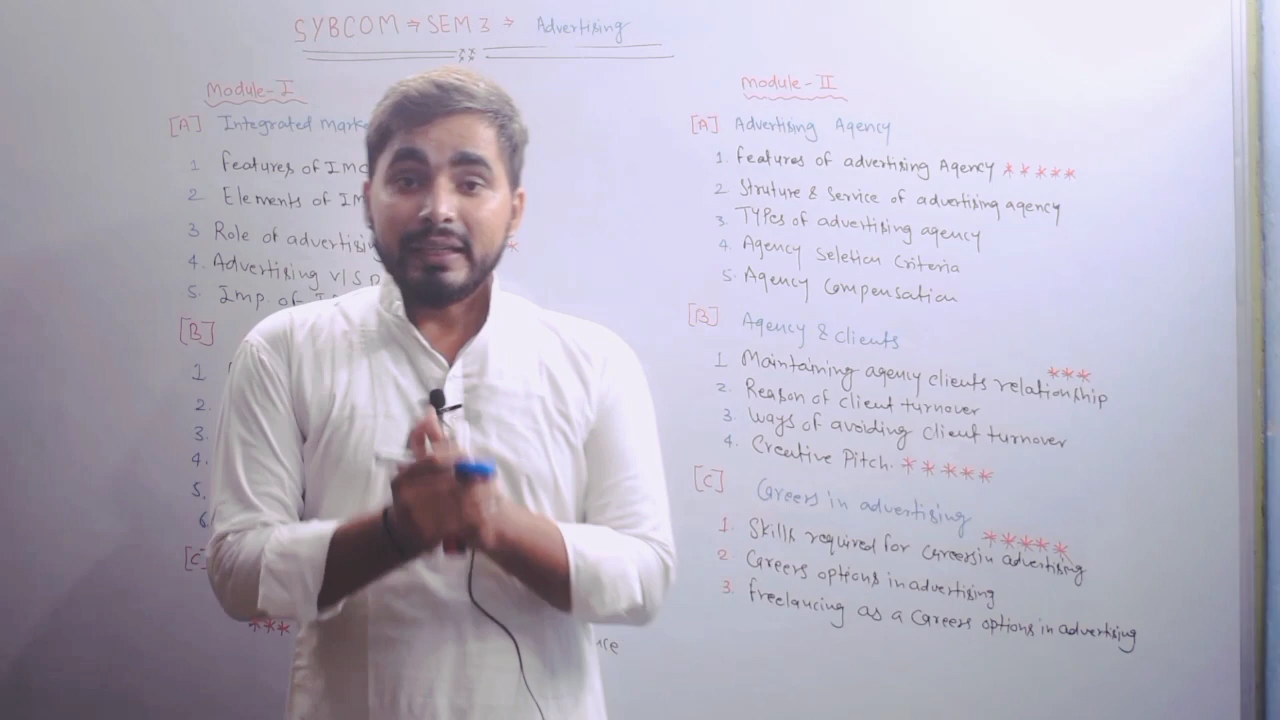 SYBCOM ⇒ SEM 3 ⇒ Advertising
Module-I
[A] Integrated
1 Features of IMC
2 Elements of
3 Role of
4. Advertising v/s
5. Imp. of
[B]
1
2.
3.
4.
5.
6.
[C]
***
Module-II
[A] Advertising Agency
1. Features of advertising Agency *****
2 Struture & Service of advertising agency
3. Types of advertising agency
4. Agency Seletion Criteria
5. Agency Compensation
[B] Agency & Clients
1 Maintaining agency clients relationship ***
2. Reason of client turnover
3. Ways of avoiding client turnover
4. Creative Pitch. *****
[C] Careers in advertising
1. Skills required for careers in advertising *****
2 Careers options in advertising
3. Freelancing as a Careers options in advertising